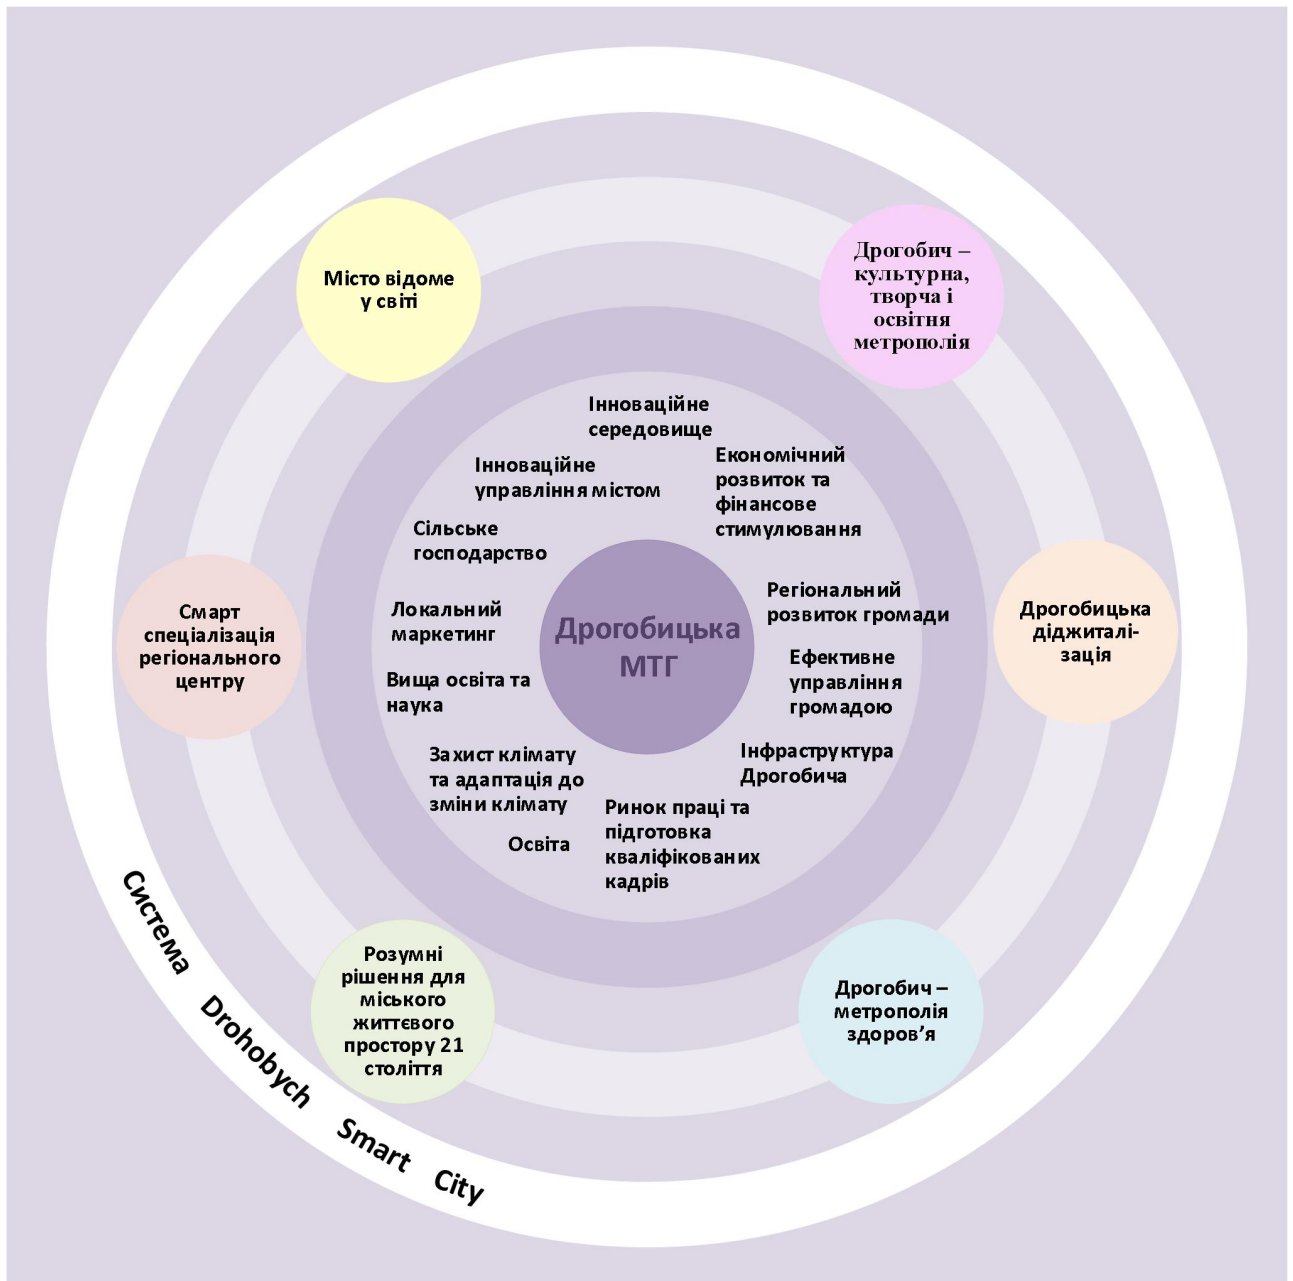 Місто відоме
у світі
Дрогобич –
культурна,
творча і
освітня
метрополія
Інноваційне
середовище
Інноваційне
управління містом
Економічний
розвиток та
фінансове
стимулювання
Сільське
господарство
Смарт
спеціалізація
регіонального
центру
Локальний
маркетинг
Дрогобицька
МТГ
Регіональний
розвиток громади
Дрогобицька
діджиталі-
зація
Вища освіта та
наука
Ефективне
управління
громадою
Захист клімату
та адаптація до
зміни клімату
Інфраструктура
Дрогобича
Освіта
Ринок праці та
підготовка
кваліфікованих
кадрів
Розумні
рішення для
міського
життєвого
простору 21
століття
Дрогобич –
метрополія
здоров’я
Система Drohobych Smart City